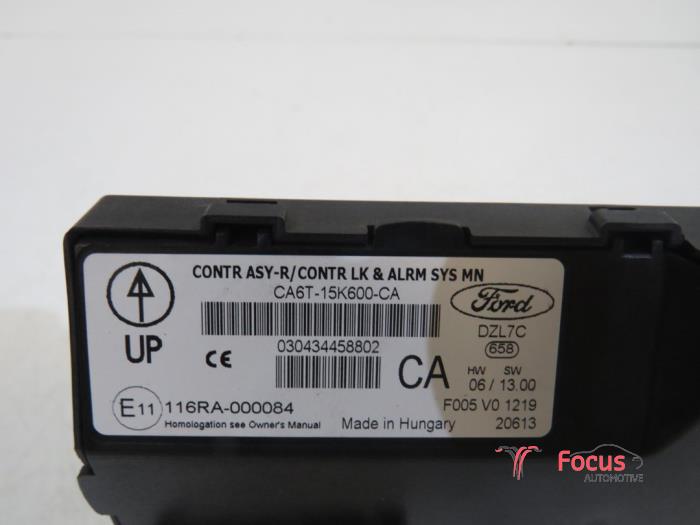 CONTR ASY-R/CONTR LK & ALRM SYS MN
CA6T-15K600-CA
Ford
DZL7C
658
UP
CE
030434458802
CA
HW SW
06 / 13.00
E11 116RA-000084
F005 V0 1219
Homologation see Owner's Manual
Made in Hungary
20613
Focus
AUTOMOTIVE